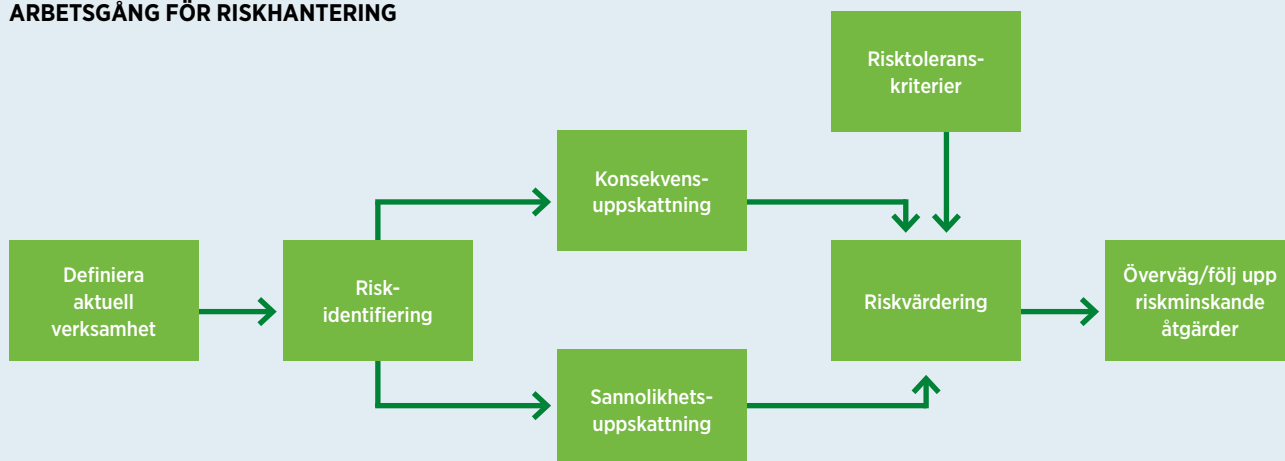 ARBETSGÅNG FÖR RISKHANTERING
Definiera
aktuell
verksamhet
Risk-
identifiering
Konsekvens-
uppskattning
Sannolikhets-
uppskattning
Risktolerans-
kriterier
Riskvärdering
Överväg/följ upp
riskminskande
åtgärder